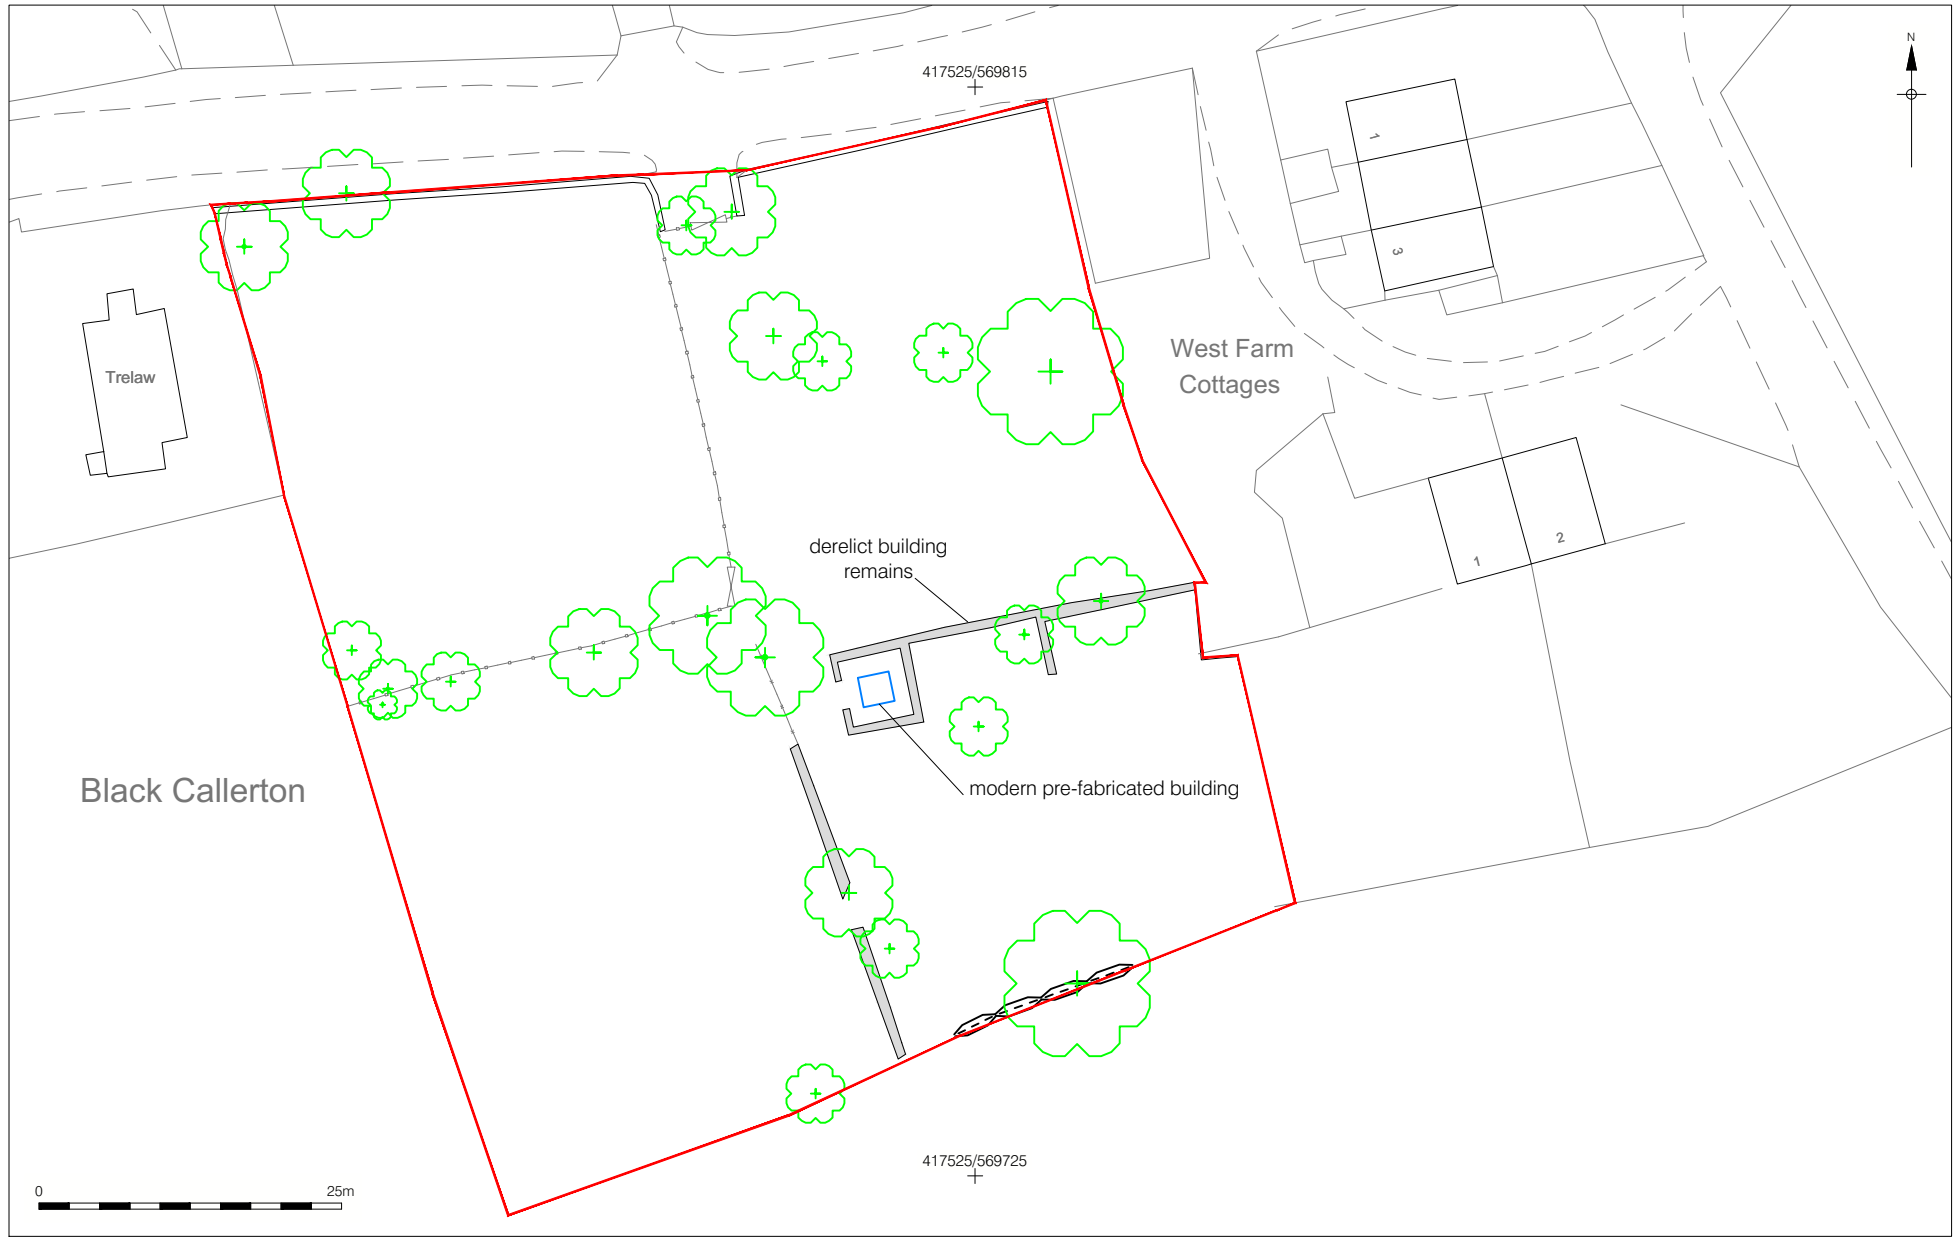 417525/569815
N
1
3
Trelaw
West Farm
Cottages
1
2
derelict building
remains
modern pre-fabricated building
Black Callerton
417525/569725
0
25m